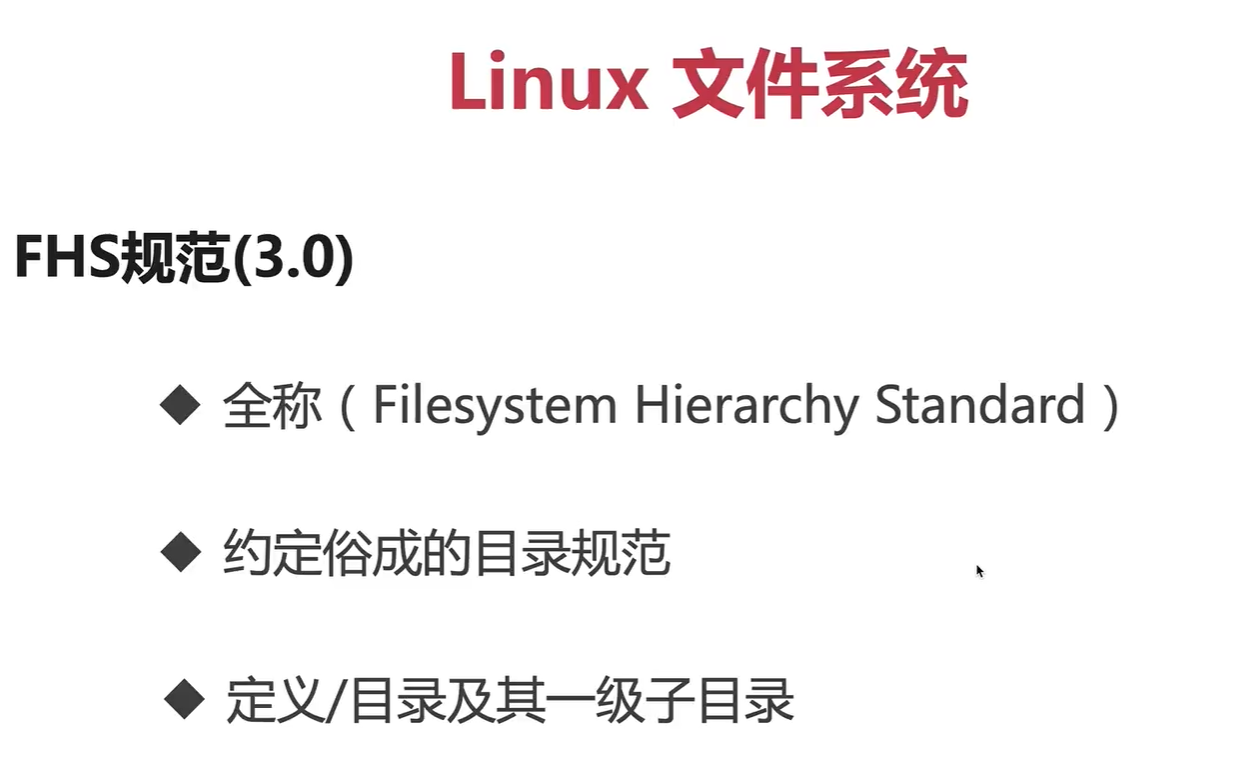 Linux 文件系统
FHS规范(3.0)
◆ 全称（Filesystem Hierarchy Standard）
◆ 约定俗成的目录规范
◆ 定义/目录及其一级子目录